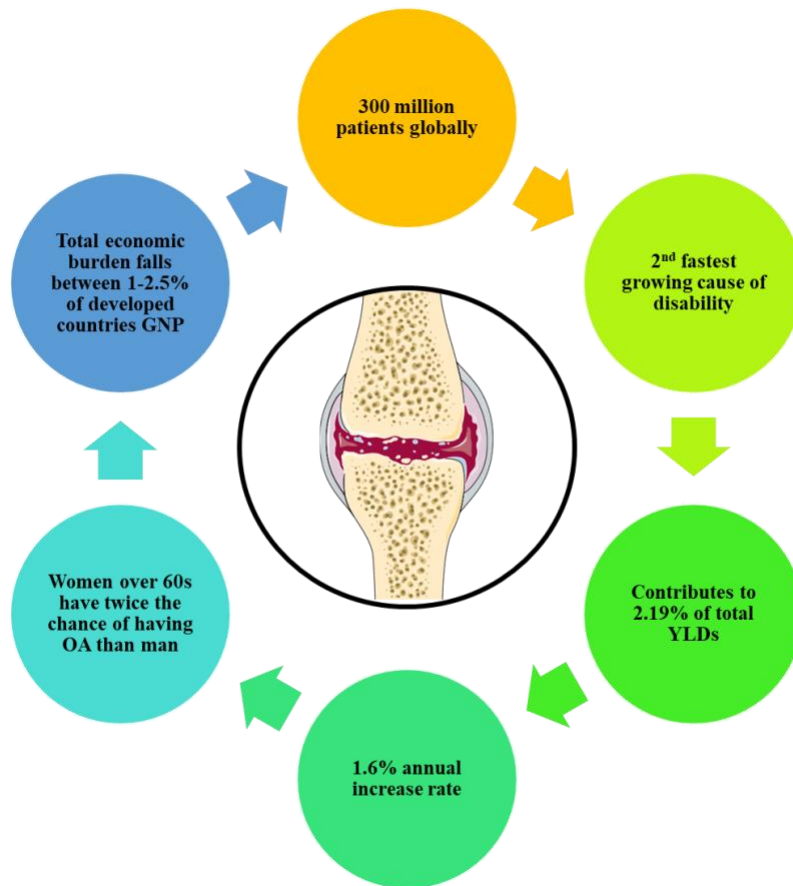 300 million
patients globally
2nd fastest
growing cause of
disability
Contributes to
2.19% of total
YLDs
1.6% annual
increase rate
Women over 60s
have twice the
chance of having
OA than man
Total economic
burden falls
between 1-2.5%
of developed
countries GNP